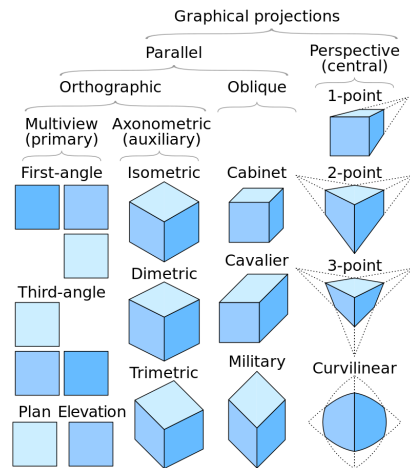 Graphical projections
Parallel
Perspective
(central)
Orthographic
Oblique
1-point
Multiview
(primary)
Axonometric
(auxiliary)
First-angle
Isometric
Cabinet
2-point
Dimetric
Cavalier
3-point
Third-angle
Trimetric
Military
Curvilinear
Plan
Elevation